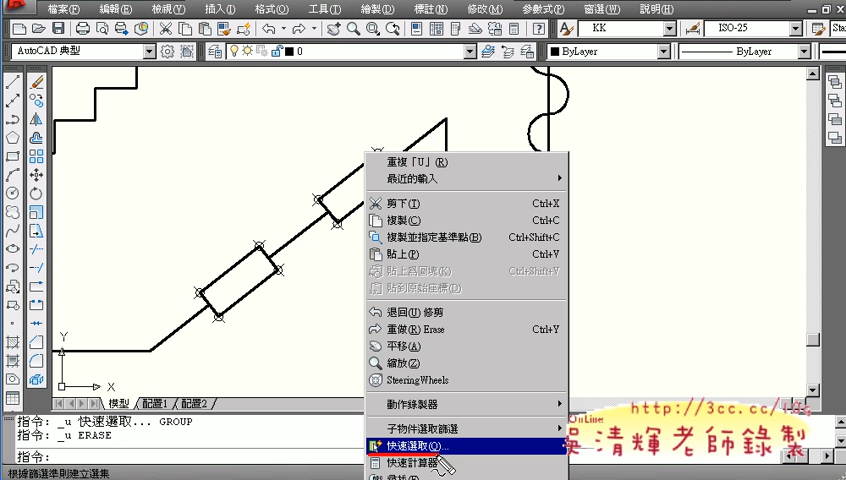 檔案(F) 編輯(E) 檢視(V) 插入(I) 格式(O) 工具(T) 繪製(D) 標註(N) 修改(M) 參數式(P) 視窗(W) 說明(H)
KK ISO-25 Sta
AutoCAD 典型 0 ByLayer ByLayer
重複「U」(R)
最近的輸入
剪下(T) Ctrl+X
複製(C) Ctrl+C
複製並指定基準點(B) Ctrl+Shift+C
貼上(P) Ctrl+V
貼上為圖塊(K) Ctrl+Shift+V
貼到原始座標(D)
退回(U) 修剪
重做(R) Erase Ctrl+Y
平移(A)
縮放(Z)
SteeringWheels
動作錄製器
子物件選取篩選
快速選取(Q)...
快速計算器
Y
X
模型 配置1 配置2
指令: _u 快速選取... GROUP
指令: _u ERASE
指令:
根據篩選準則建立選集
OnLine
吳清輝老師錄製